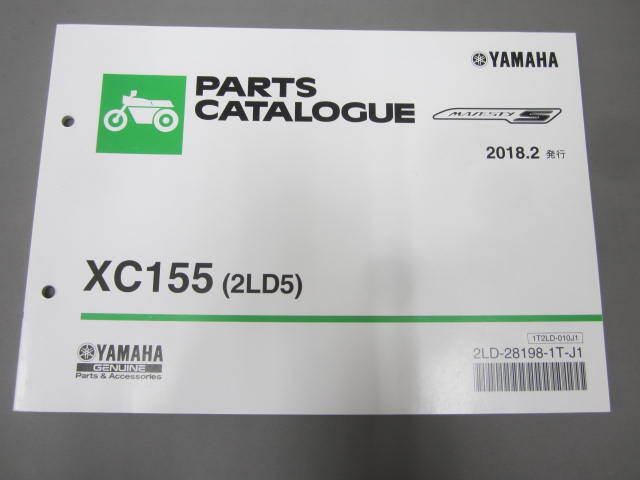 YAMAHA
PARTS
CATALOGUE
MAJESTY S
2018.2 発行
XC155 (2LD5)
YAMAHA
GENUINE
Parts & Accessories
1T2LD-010J1
2LD-28198-1T-J1